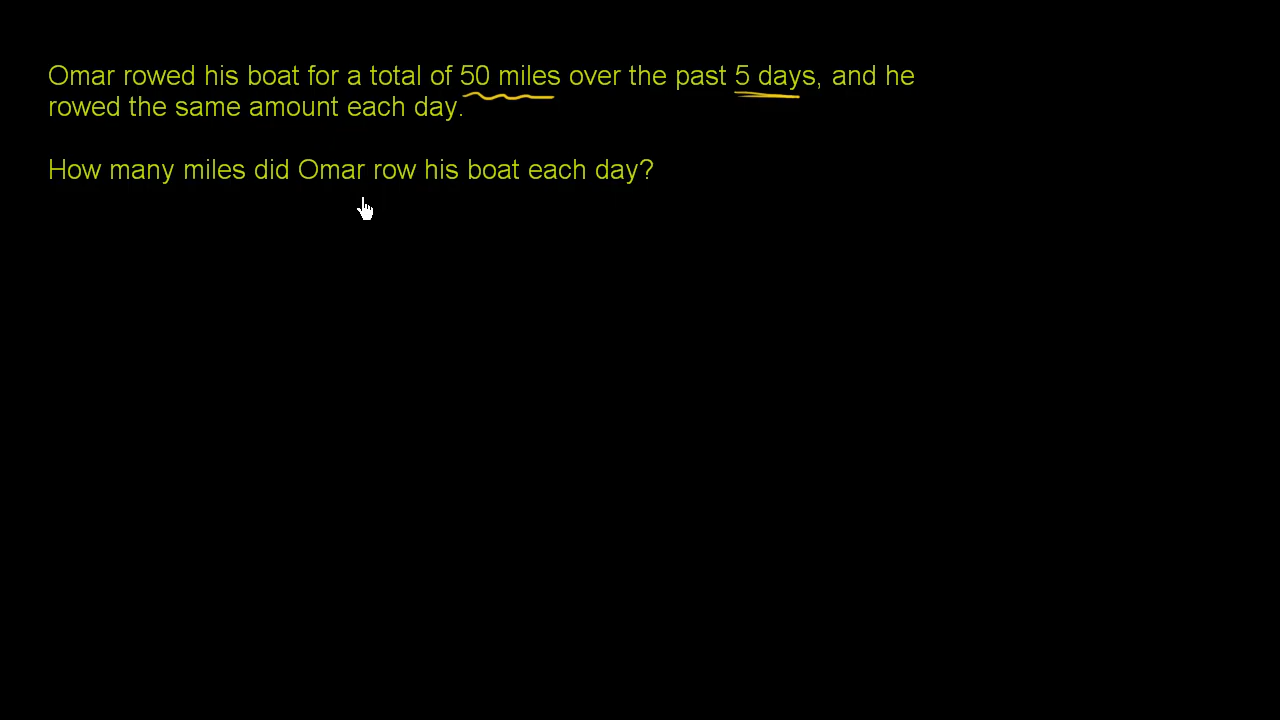 Omar rowed his boat for a total of 50 miles over the past 5 days, and he
rowed the same amount each day.
How many miles did Omar row his boat each day?